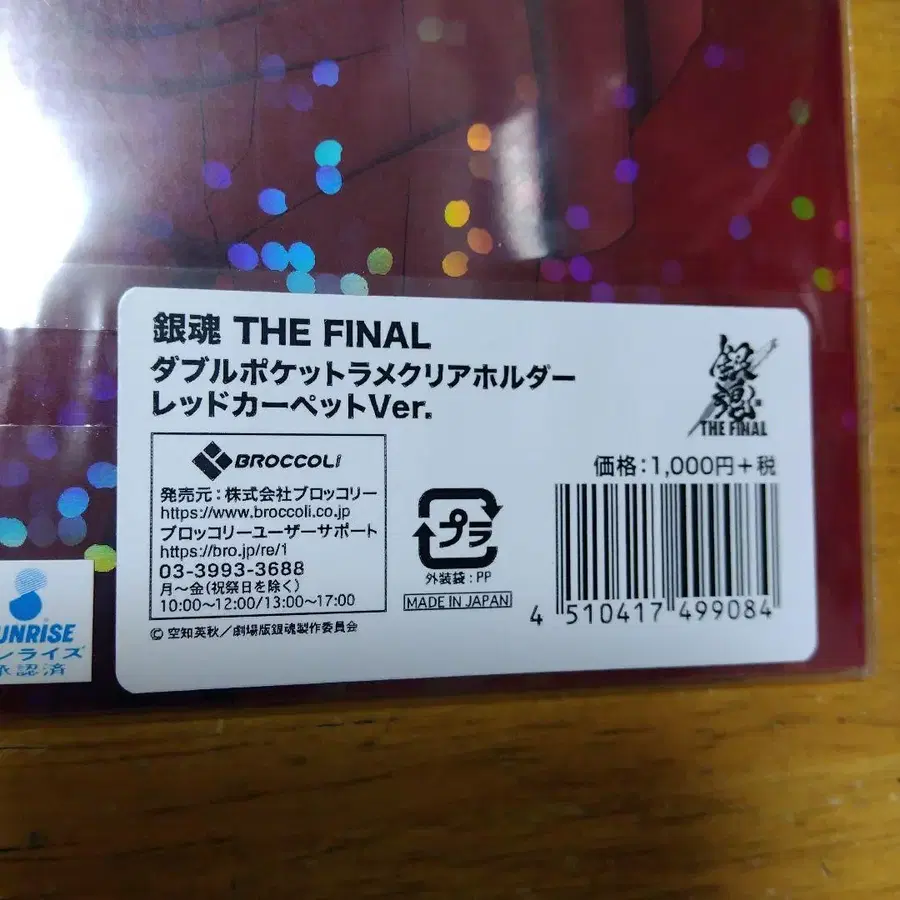 銀魂 THE FINAL
ダブルポケットラメクリアホルダー
レッドカーペットVer.
銀魂
THE FINAL
BROCCOLI
発売元：株式会社ブロッコリー
https://www.broccoli.co.jp
ブロッコリーユーザーサポート
https://bro.jp/re/1
03-3993-3688
月～金(祝祭日を除く)
10:00～12:00/13:00～17:00
© 空知英秋／劇場版銀魂製作委員会
プラ
外装袋：PP
MADE IN JAPAN
価格：1,000円+税
4 510417 499084
UNRISE
ンライズ
承認済